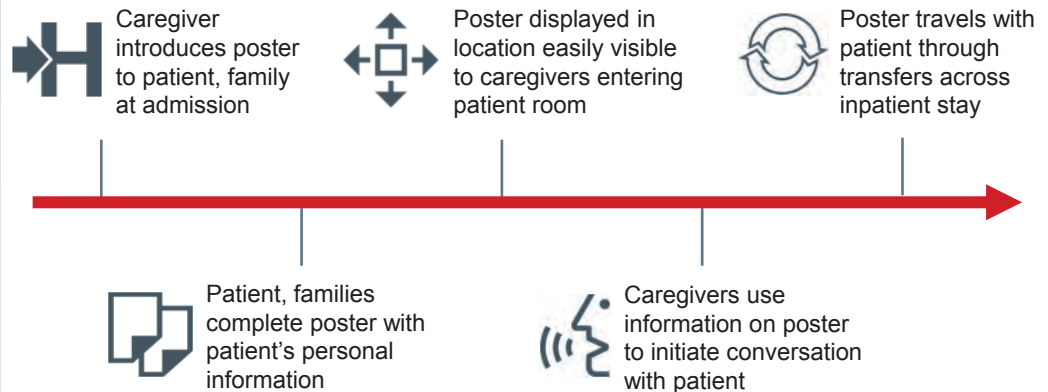 Caregiver
introduces poster
to patient, family
at admission
Patient, families
complete poster with
patient's personal
information
Poster displayed in
location easily visible
to caregivers entering
patient room
Caregivers use
information on poster
to initiate conversation
with patient
Poster travels with
patient through
transfers across
inpatient stay